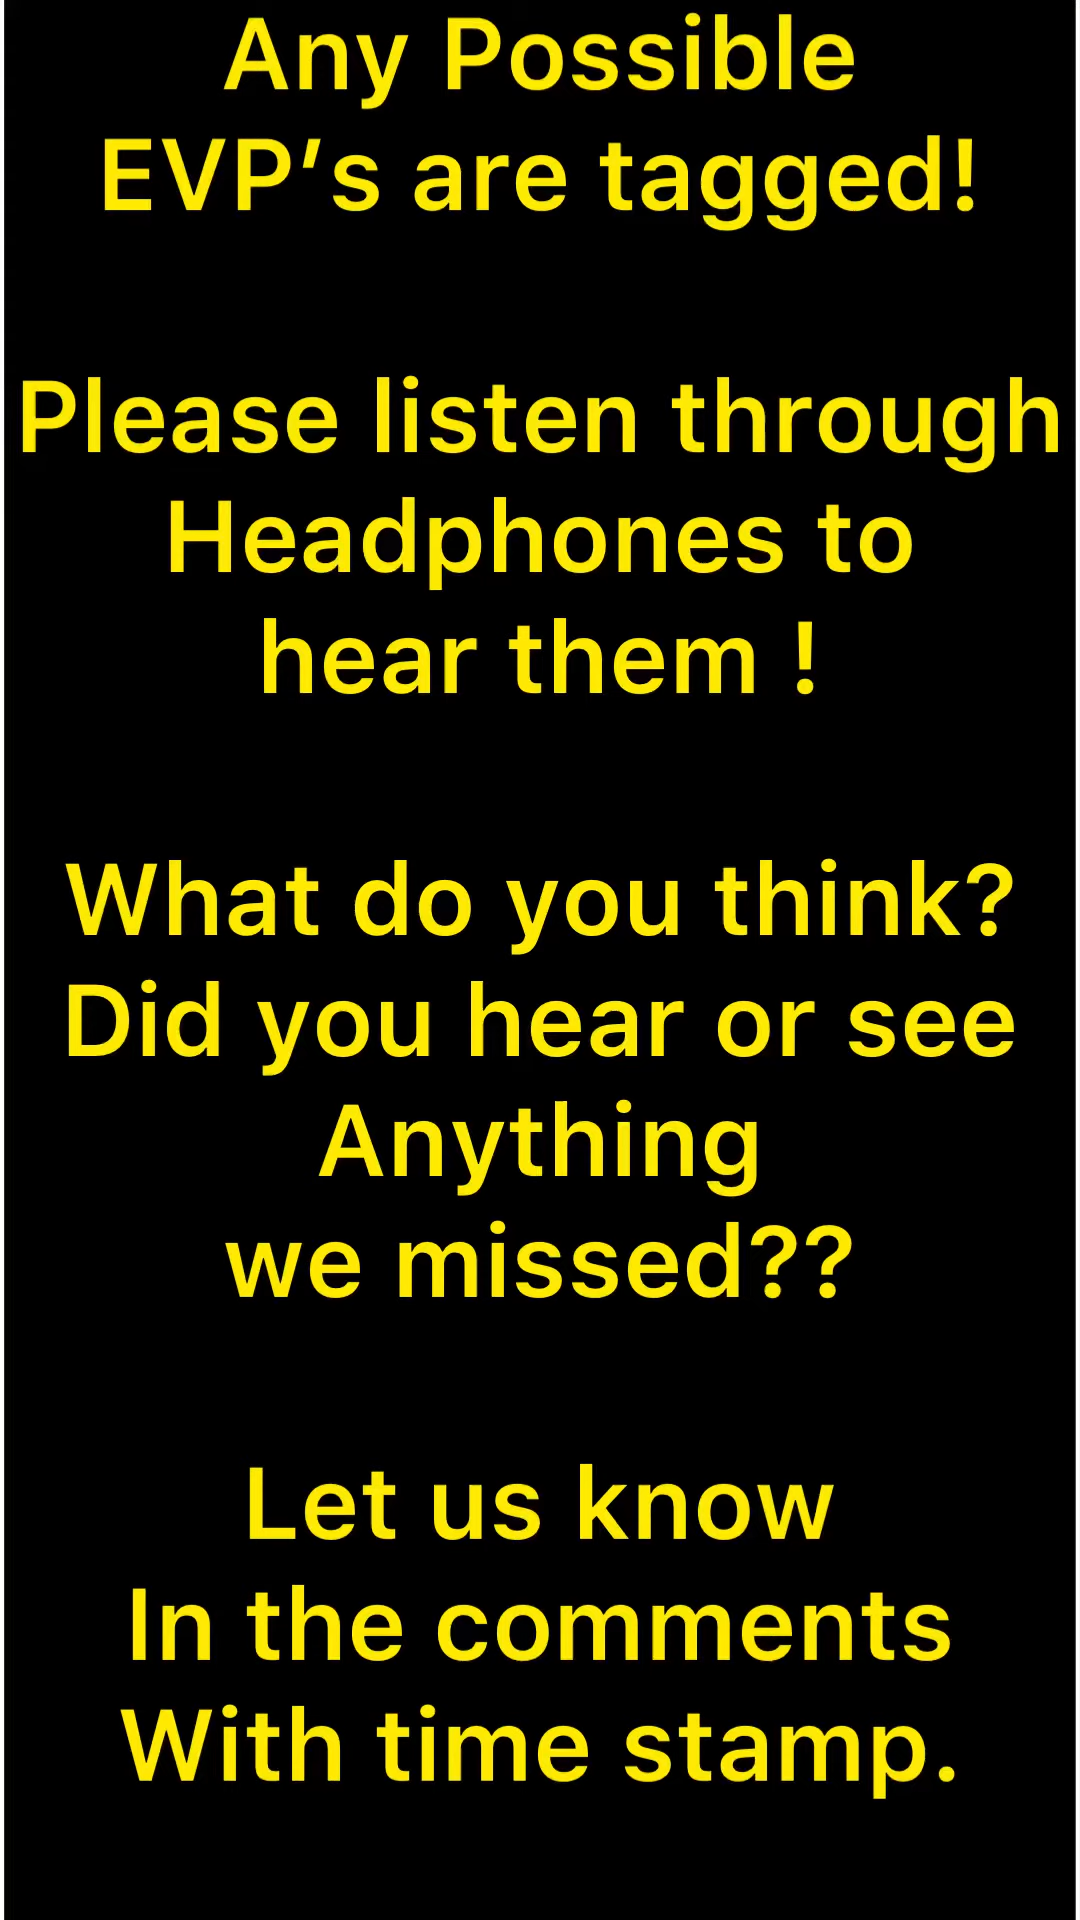 Any Possible
EVP’s are tagged!
Please listen through
Headphones to
hear them !
What do you think?
Did you hear or see
Anything
we missed??
Let us know
In the comments
With time stamp.